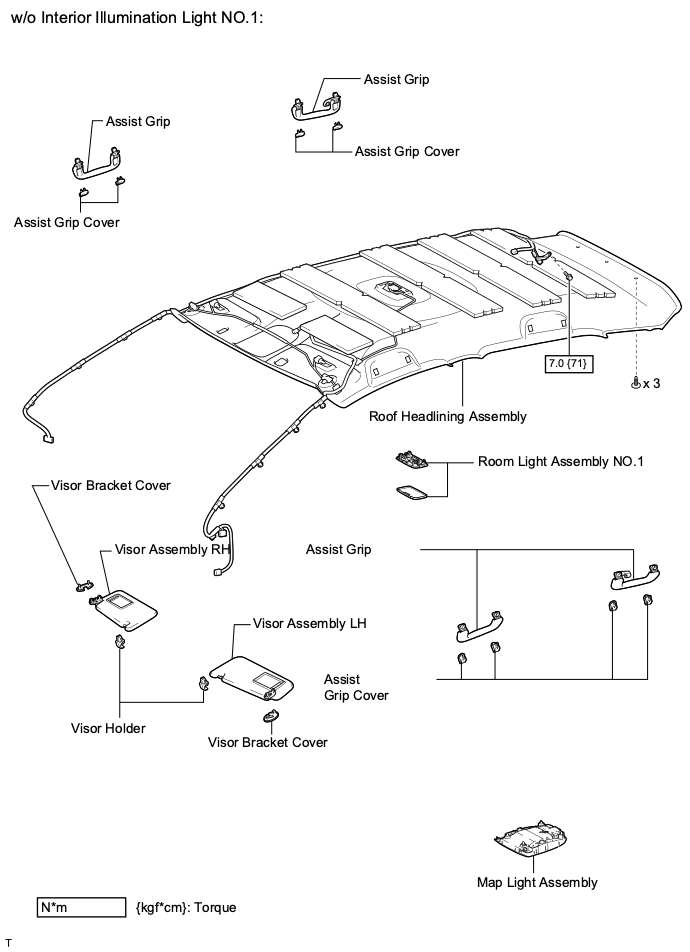 w/o Interior Illumination Light NO.1:
Assist Grip
Assist Grip
Assist Grip Cover
Assist Grip Cover
7.0 {71}
x 3
Roof Headlining Assembly
Room Light Assembly NO.1
Visor Bracket Cover
Visor Assembly RH
Assist Grip
Visor Assembly LH
Assist
Grip Cover
Visor Holder
Visor Bracket Cover
Map Light Assembly
N*m
{kgf*cm}: Torque
T